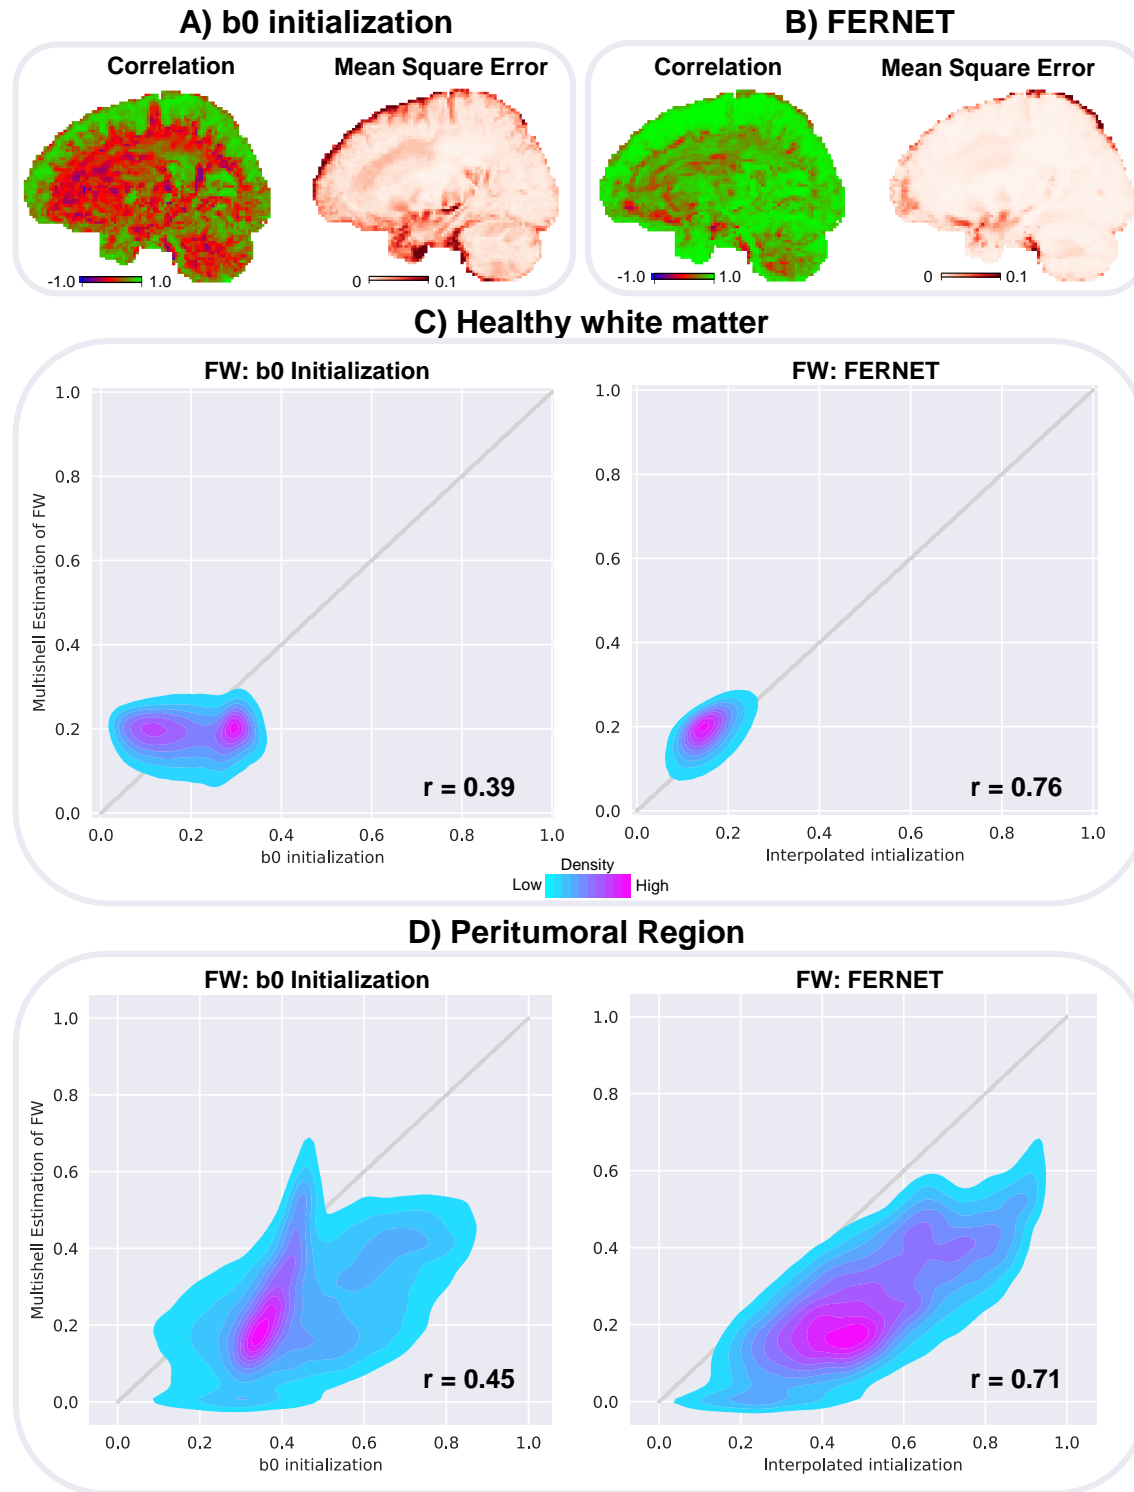 A) b0 initialization
B) FERNET
Correlation
Mean Square Error
Correlation
Mean Square Error
-1.0
1.0
0
0.1
-1.0
1.0
0
0.1
C) Healthy white matter
FW: b0 Initialization
FW: FERNET
Multishell Estimation of FW
1.0
0.8
0.6
0.4
0.2
0.0
r = 0.39
0.0
0.2
0.4
0.6
0.8
1.0
b0 initialization
1.0
0.8
0.6
0.4
0.2
0.0
r = 0.76
0.0
0.2
0.4
0.6
0.8
1.0
Interpolated intialization
Density
Low
High
D) Peritumoral Region
FW: b0 Initialization
FW: FERNET
Multishell Estimation of FW
1.0
0.8
0.6
0.4
0.2
0.0
r = 0.45
0.0
0.2
0.4
0.6
0.8
1.0
b0 initialization
1.0
0.8
0.6
0.4
0.2
0.0
r = 0.71
0.0
0.2
0.4
0.6
0.8
1.0
Interpolated intialization